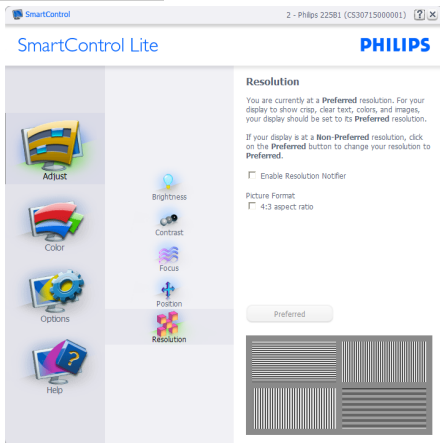 SmartControl
2 - Philips 225B1 (CS30715000001)
SmartControl Lite
PHILIPS
Adjust
Color
Options
Help
Brightness
Contrast
Focus
Position
Resolution
Resolution
You are currently at a Preferred resolution. For your
display to show crisp, clear text, colors, and images,
your display should be set to its Preferred resolution.
If your display is at a Non-Preferred resolution, click
on the Preferred button to change your resolution to
Preferred.
Enable Resolution Notifier
Picture Format
4:3 aspect ratio
Preferred